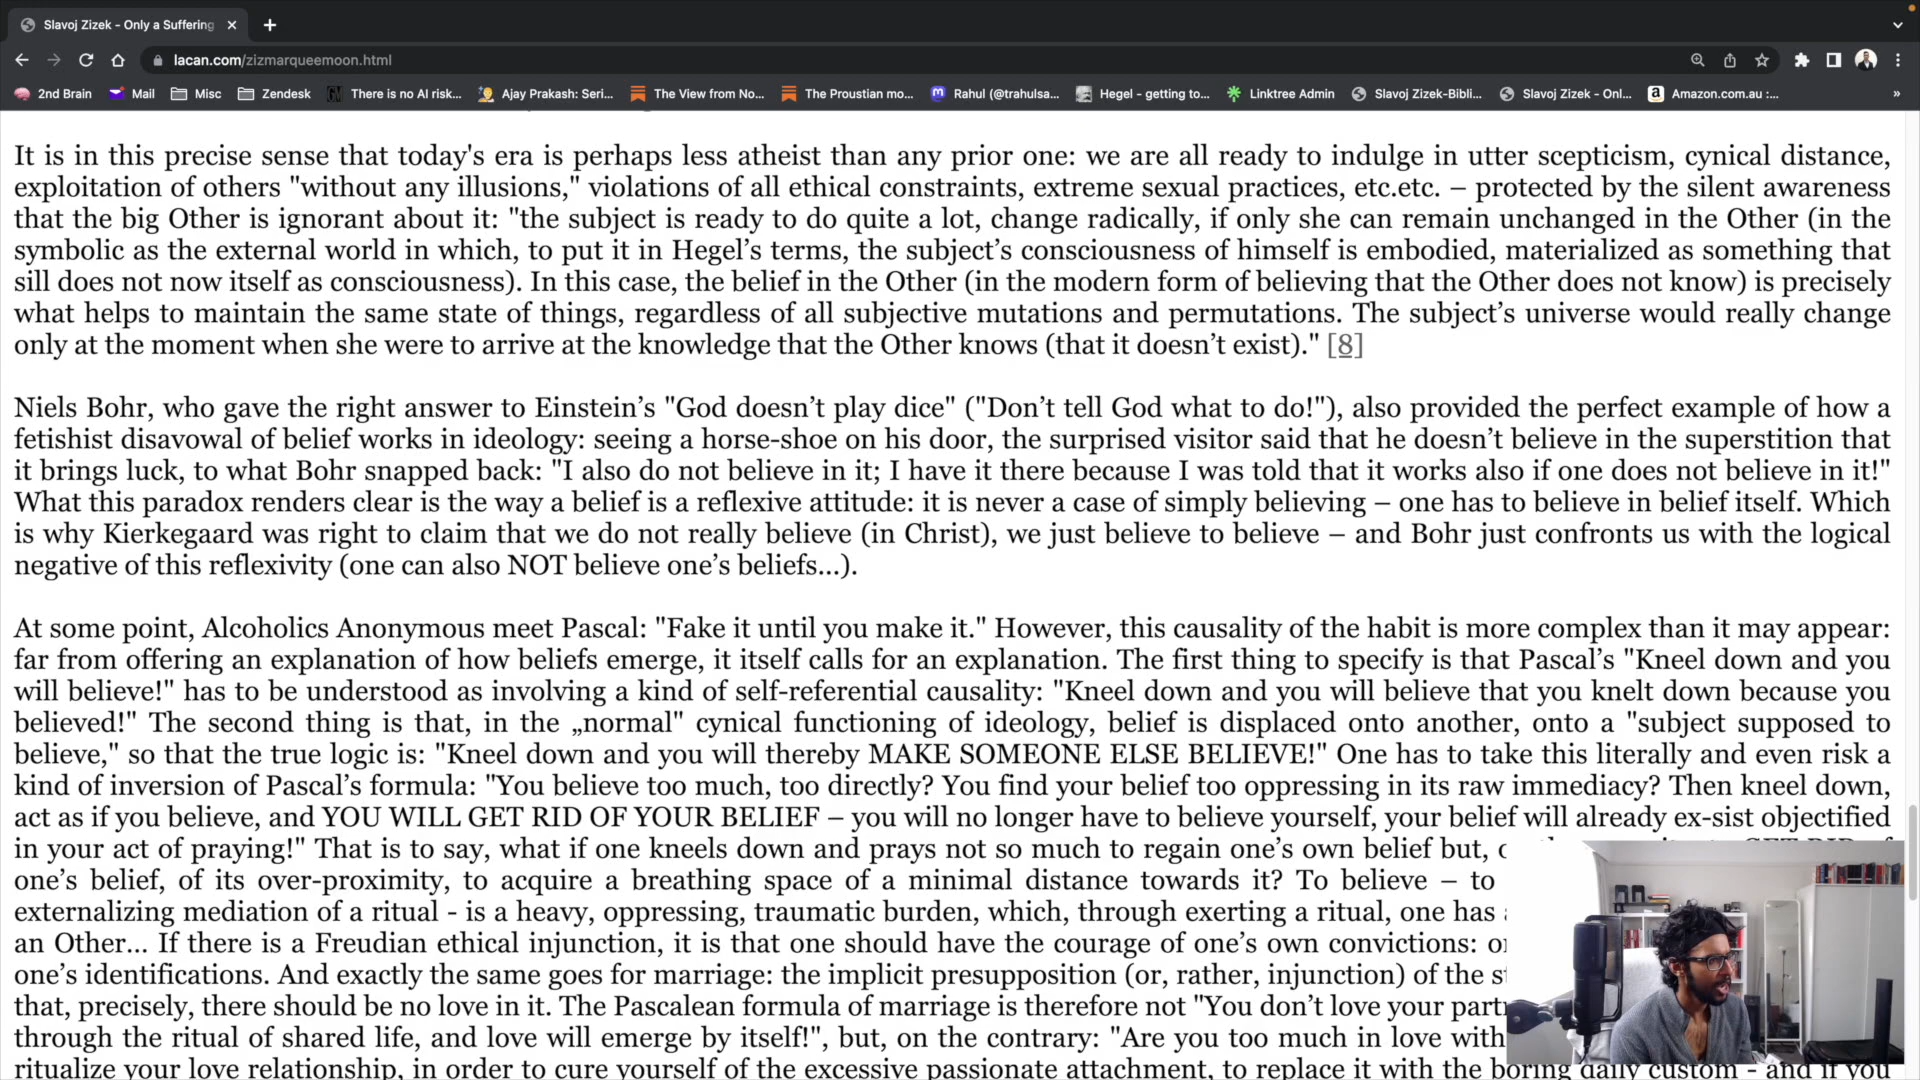 Slavoj Zizek - Only a Suffering
lacan.com/zizmarqueemoon.html
2nd Brain Mail Misc Zendesk There is no AI risk... Ajay Prakash: Seri... The View from No... The Proustian mo... Rahul (@trahulsa... Hegel - getting to... Linktree Admin Slavoj Zizek-Bibli... Slavoj Zizek - Onl... Amazon.com.au :... »
It is in this precise sense that today's era is perhaps less atheist than any prior one: we are all ready to indulge in utter scepticism, cynical distance,
exploitation of others "without any illusions," violations of all ethical constraints, extreme sexual practices, etc.etc. – protected by the silent awareness
that the big Other is ignorant about it: "the subject is ready to do quite a lot, change radically, if only she can remain unchanged in the Other (in the
symbolic as the external world in which, to put it in Hegel’s terms, the subject’s consciousness of himself is embodied, materialized as something that
sill does not now itself as consciousness). In this case, the belief in the Other (in the modern form of believing that the Other does not know) is precisely
what helps to maintain the same state of things, regardless of all subjective mutations and permutations. The subject’s universe would really change
only at the moment when she were to arrive at the knowledge that the Other knows (that it doesn’t exist)." [8]
Niels Bohr, who gave the right answer to Einstein’s "God doesn’t play dice" ("Don’t tell God what to do!"), also provided the perfect example of how a
fetishist disavowal of belief works in ideology: seeing a horse-shoe on his door, the surprised visitor said that he doesn’t believe in the superstition that
it brings luck, to what Bohr snapped back: "I also do not believe in it; I have it there because I was told that it works also if one does not believe in it!"
What this paradox renders clear is the way a belief is a reflexive attitude: it is never a case of simply believing – one has to believe in belief itself. Which
is why Kierkegaard was right to claim that we do not really believe (in Christ), we just believe to believe – and Bohr just confronts us with the logical
negative of this reflexivity (one can also NOT believe one’s beliefs...).
At some point, Alcoholics Anonymous meet Pascal: "Fake it until you make it." However, this causality of the habit is more complex than it may appear:
far from offering an explanation of how beliefs emerge, it itself calls for an explanation. The first thing to specify is that Pascal’s "Kneel down and you
will believe!" has to be understood as involving a kind of self-referential causality: "Kneel down and you will believe that you knelt down because you
believed!" The second thing is that, in the „normal" cynical functioning of ideology, belief is displaced onto another, onto a "subject supposed to
believe," so that the true logic is: "Kneel down and you will thereby MAKE SOMEONE ELSE BELIEVE!" One has to take this literally and even risk a
kind of inversion of Pascal’s formula: "You believe too much, too directly? You find your belief too oppressing in its raw immediacy? Then kneel down,
act as if you believe, and YOU WILL GET RID OF YOUR BELIEF – you will no longer have to believe yourself, your belief will already ex-sist objectified
in your act of praying!" That is to say, what if one kneels down and prays not so much to regain one’s own belief but,
one’s belief, of its over-proximity, to acquire a breathing space of a minimal distance towards it? To believe – to
externalizing mediation of a ritual - is a heavy, oppressing, traumatic burden, which, through exerting a ritual, one has
an Other... If there is a Freudian ethical injunction, it is that one should have the courage of one’s own convictions:
one’s identifications. And exactly the same goes for marriage: the implicit presupposition (or, rather, injunction) of the
that, precisely, there should be no love in it. The Pascalean formula of marriage is therefore not "You don’t love your
through the ritual of shared life, and love will emerge by itself!", but, on the contrary: "Are you too much in love with
ritualize your love relationship, in order to cure yourself of the excessive passionate attachment, to replace it with the boring daily custom - and if you